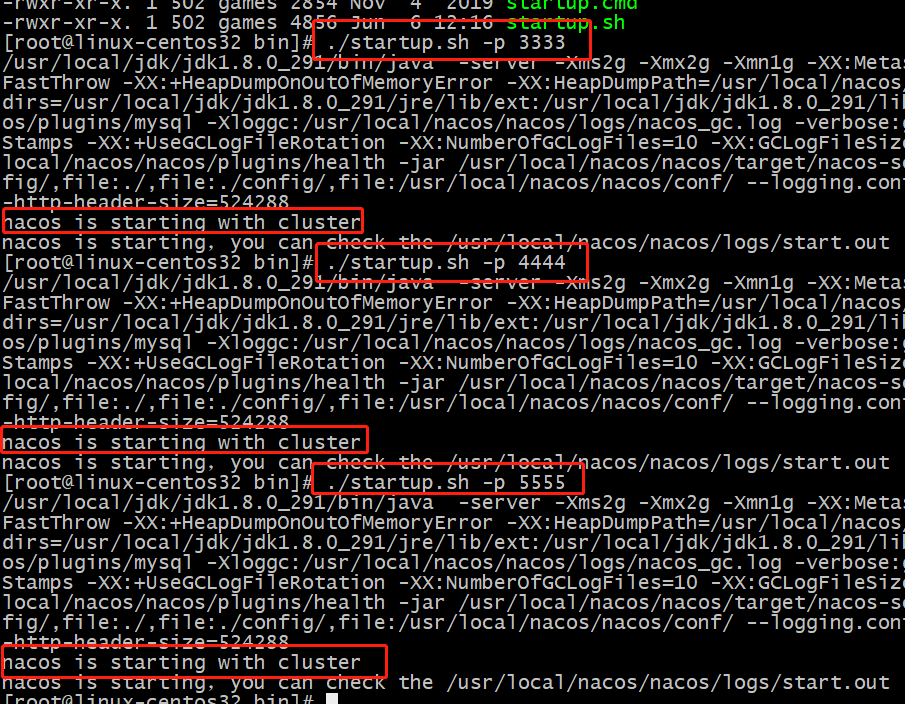 -rwxr-xr-x. 1 502 games 2854 Nov  4  2019 startup.cmd
-rwxr-xr-x. 1 502 games 4856 Jun  6 12:16 startup.sh
[root@linux-centos32 bin]# ./startup.sh -p 3333
/usr/local/jdk/jdk1.8.0_291/bin/java  -server -Xms2g -Xmx2g -Xmn1g -XX:Metas
FastThrow -XX:+HeapDumpOnOutOfMemoryError -XX:HeapDumpPath=/usr/local/nacos/
dirs=/usr/local/jdk/jdk1.8.0_291/jre/lib/ext:/usr/local/jdk/jdk1.8.0_291/lib
os/plugins/mysql -Xloggc:/usr/local/nacos/nacos/logs/nacos_gc.log -verbose:g
Stamps -XX:+UseGCLogFileRotation -XX:NumberOfGCLogFiles=10 -XX:GCLogFileSize
local/nacos/nacos/plugins/health -jar /usr/local/nacos/nacos/target/nacos-se
fig/,file:./,file:./config/,file:/usr/local/nacos/nacos/conf/ --logging.conf
-http-header-size=524288
nacos is starting with cluster
nacos is starting, you can check the /usr/local/nacos/nacos/logs/start.out
[root@linux-centos32 bin]# ./startup.sh -p 4444
/usr/local/jdk/jdk1.8.0_291/bin/java  -server -Xms2g -Xmx2g -Xmn1g -XX:Metas
FastThrow -XX:+HeapDumpOnOutOfMemoryError -XX:HeapDumpPath=/usr/local/nacos/
dirs=/usr/local/jdk/jdk1.8.0_291/jre/lib/ext:/usr/local/jdk/jdk1.8.0_291/lib
os/plugins/mysql -Xloggc:/usr/local/nacos/nacos/logs/nacos_gc.log -verbose:g
Stamps -XX:+UseGCLogFileRotation -XX:NumberOfGCLogFiles=10 -XX:GCLogFileSize
local/nacos/nacos/plugins/health -jar /usr/local/nacos/nacos/target/nacos-se
fig/,file:./,file:./config/,file:/usr/local/nacos/nacos/conf/ --logging.conf
-http-header-size=524288
nacos is starting with cluster
nacos is starting, you can check the /usr/local/nacos/nacos/logs/start.out
[root@linux-centos32 bin]# ./startup.sh -p 5555
/usr/local/jdk/jdk1.8.0_291/bin/java  -server -Xms2g -Xmx2g -Xmn1g -XX:Metas
FastThrow -XX:+HeapDumpOnOutOfMemoryError -XX:HeapDumpPath=/usr/local/nacos/
dirs=/usr/local/jdk/jdk1.8.0_291/jre/lib/ext:/usr/local/jdk/jdk1.8.0_291/lib
os/plugins/mysql -Xloggc:/usr/local/nacos/nacos/logs/nacos_gc.log -verbose:g
Stamps -XX:+UseGCLogFileRotation -XX:NumberOfGCLogFiles=10 -XX:GCLogFileSize
local/nacos/nacos/plugins/health -jar /usr/local/nacos/nacos/target/nacos-se
fig/,file:./,file:./config/,file:/usr/local/nacos/nacos/conf/ --logging.conf
-http-header-size=524288
nacos is starting with cluster
nacos is starting, you can check the /usr/local/nacos/nacos/logs/start.out
[root@linux-centos32 bin]#